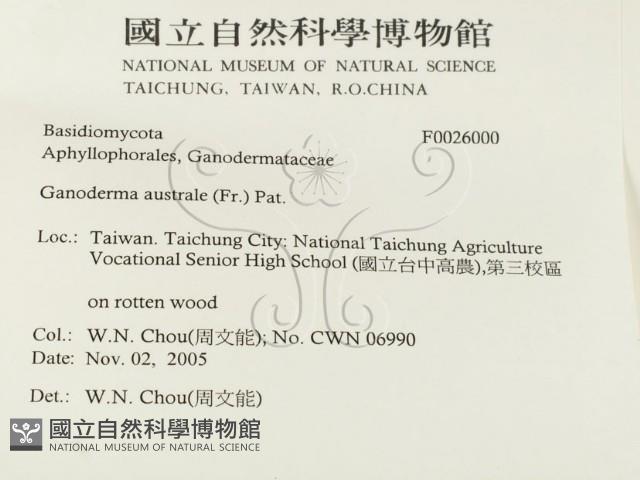 國立自然科學博物館
NATIONAL MUSEUM OF NATURAL SCIENCE
TAICHUNG, TAIWAN, R.O.CHINA
Basidiomycota F0026000
Aphyllophorales, Ganodermataceae
Ganoderma australe (Fr.) Pat.
Loc.: Taiwan. Taichung City: National Taichung Agriculture
Vocational Senior High School (國立台中高農),第三校區
on rotten wood
Col.: W.N. Chou(周文能); No. CWN 06990
Date: Nov. 02, 2005
Det.: W.N. Chou(周文能)
國立自然科學博物館
NATIONAL MUSEUM OF NATURAL SCIENCE